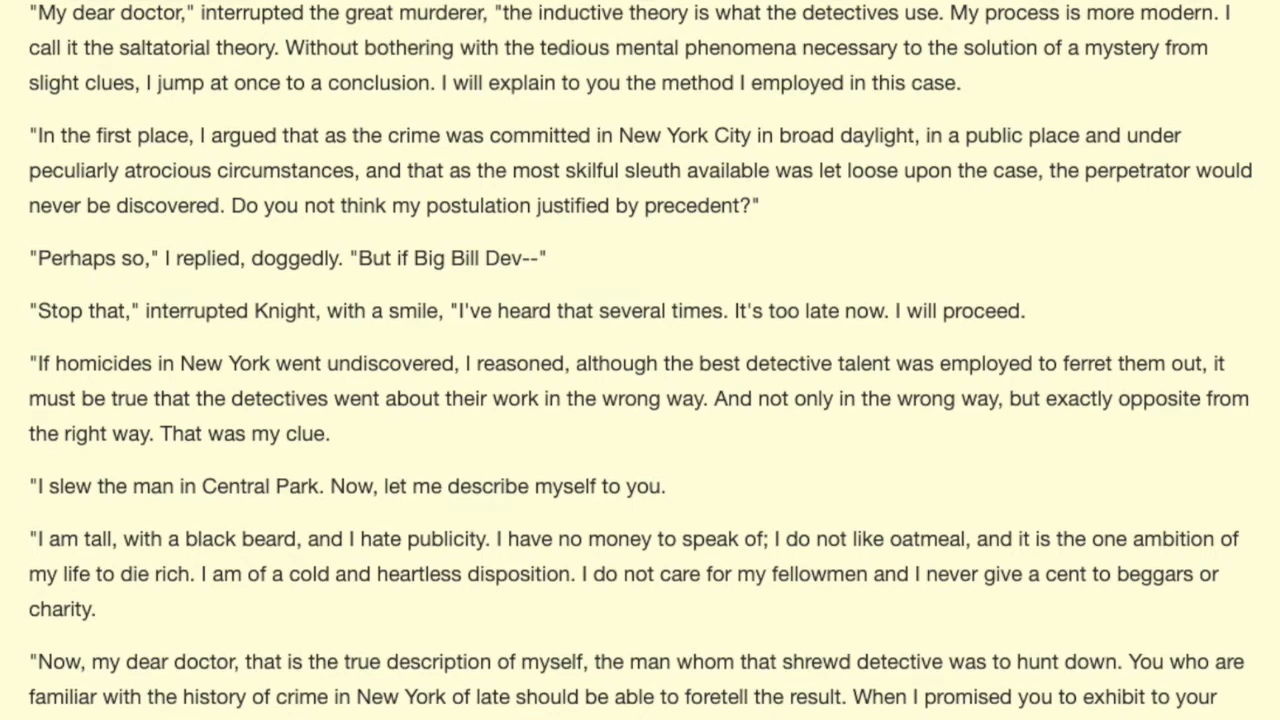 "My dear doctor," interrupted the great murderer, "the inductive theory is what the detectives use. My process is more modern. I
call it the saltatorial theory. Without bothering with the tedious mental phenomena necessary to the solution of a mystery from
slight clues, I jump at once to a conclusion. I will explain to you the method I employed in this case.
"In the first place, I argued that as the crime was committed in New York City in broad daylight, in a public place and under
peculiarly atrocious circumstances, and that as the most skilful sleuth available was let loose upon the case, the perpetrator would
never be discovered. Do you not think my postulation justified by precedent?"
"Perhaps so," I replied, doggedly. "But if Big Bill Dev--"
"Stop that," interrupted Knight, with a smile, "I've heard that several times. It's too late now. I will proceed.
"If homicides in New York went undiscovered, I reasoned, although the best detective talent was employed to ferret them out, it
must be true that the detectives went about their work in the wrong way. And not only in the wrong way, but exactly opposite from
the right way. That was my clue.
"I slew the man in Central Park. Now, let me describe myself to you.
"I am tall, with a black beard, and I hate publicity. I have no money to speak of; I do not like oatmeal, and it is the one ambition of
my life to die rich. I am of a cold and heartless disposition. I do not care for my fellowmen and I never give a cent to beggars or
charity.
"Now, my dear doctor, that is the true description of myself, the man whom that shrewd detective was to hunt down. You who are
familiar with the history of crime in New York of late should be able to foretell the result. When I promised you to exhibit to your